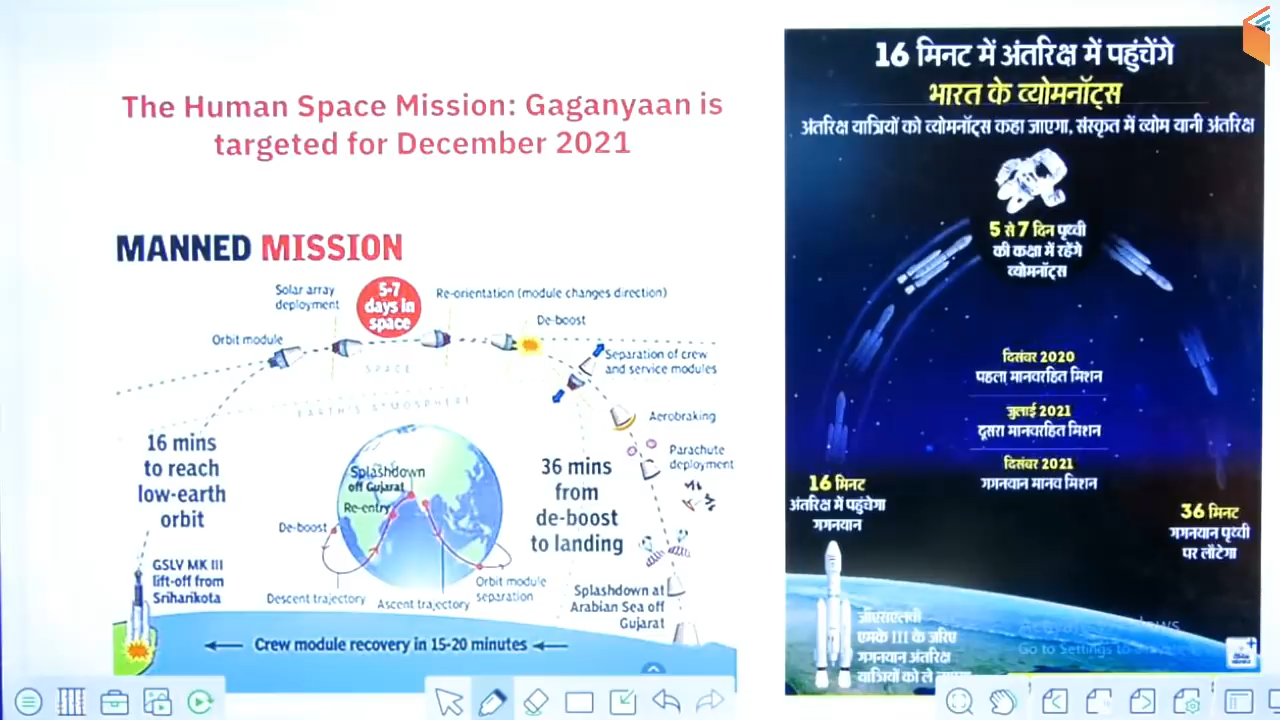 The Human Space Mission: Gaganyaan is
targeted for December 2021
MANNED MISSION
Solar array
deployment
5-7
days in
space
Re-orientation (module changes direction)
De-boost
Orbit module
Separation of crew
and service modules
SPACE
EARTH'S ATMOSPHERE
Aerobraking
16 mins
to reach
low-earth
orbit
Splashdown
off Gujarat
Re-entry
De-boost
36 mins
from
de-boost
to landing
Parachute
deployment
GSLV MK III
lift-off from
Sriharikota
Descent trajectory
Ascent trajectory
Orbit module
separation
Splashdown at
Arabian Sea off
Gujarat
Crew module recovery in 15-20 minutes
16 मिनट में अंतरिक्ष में पहुंचेंगे
भारत के व्योमनॉट्स
अंतरिक्ष यात्रियों को व्योमनॉट्स कहा जाएगा, संस्कृत में व्योम यानी अंतरिक्ष
5 से 7 दिन पृथ्वी
की कक्षा में रहेंगे
व्योमनॉट्स
दिसंबर 2020
पहला मानवरहित मिशन
जुलाई 2021
दूसरा मानवरहित मिशन
दिसंबर 2021
गगनयान मानव मिशन
16 मिनट
अंतरिक्ष में पहुंचेगा
गगनयान
36 मिनट
गगनयान पृथ्वी
पर लौटेगा
जीएसएलवी
एमके III के जरिए
गगनयान अंतरिक्ष
यात्रियों को ले
Go to Settings to